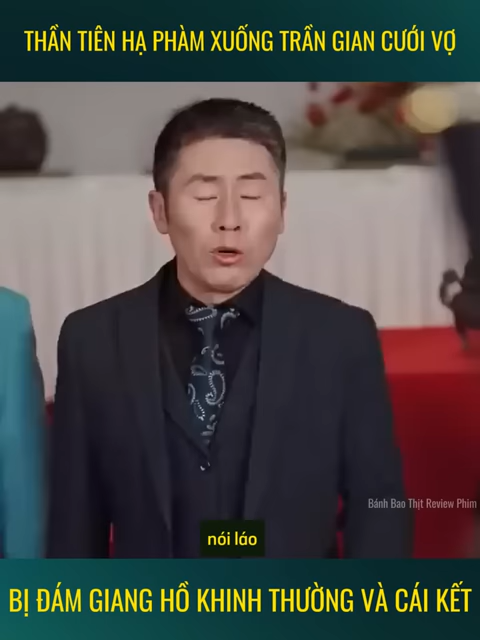 THẦN TIÊN HẠ PHÀM XUỐNG TRẦN GIAN CƯỚI VỢ
Bánh Bao Thịt Review Phim
nói láo
BỊ ĐÁM GIANG HỒ KHINH THƯỜNG VÀ CÁI KẾT